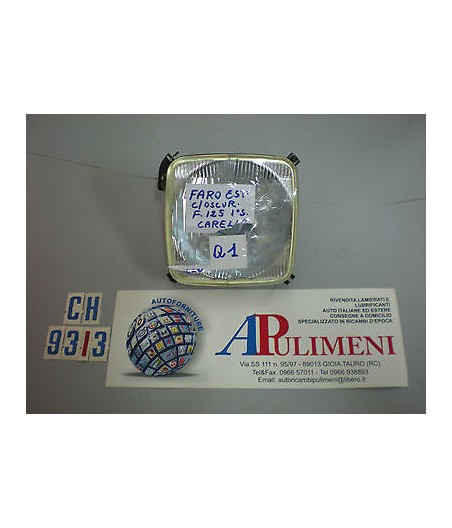 FARO EST
C/OSCUR.
F. 125 1ªS.
CARELLO
Q1
CH
9313
AUTOFORNITURE
APULIMENI
RIVENDITA LAMIERATI E
LUBRIFICANTI
AUTO ITALIANE ED ESTERE
CONSEGNE A DOMICILIO
SPECIALIZZATO IN RICAMBI D'EPOCA
Via SS 111 n. 95/97 - 89013 GIOIA TAURO (RC)
Tel&Fax. 0966 57011 - Tel 0966 938893
Email: autoricambipulimeni@libero.it